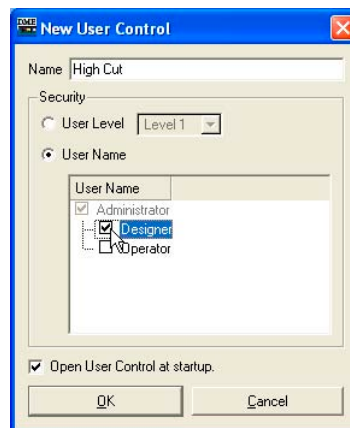 DME
New User Control
Name High Cut
Security
User Level Level 1
User Name
User Name
Administrator
Designer
Operator
Open User Control at startup.
OK Cancel